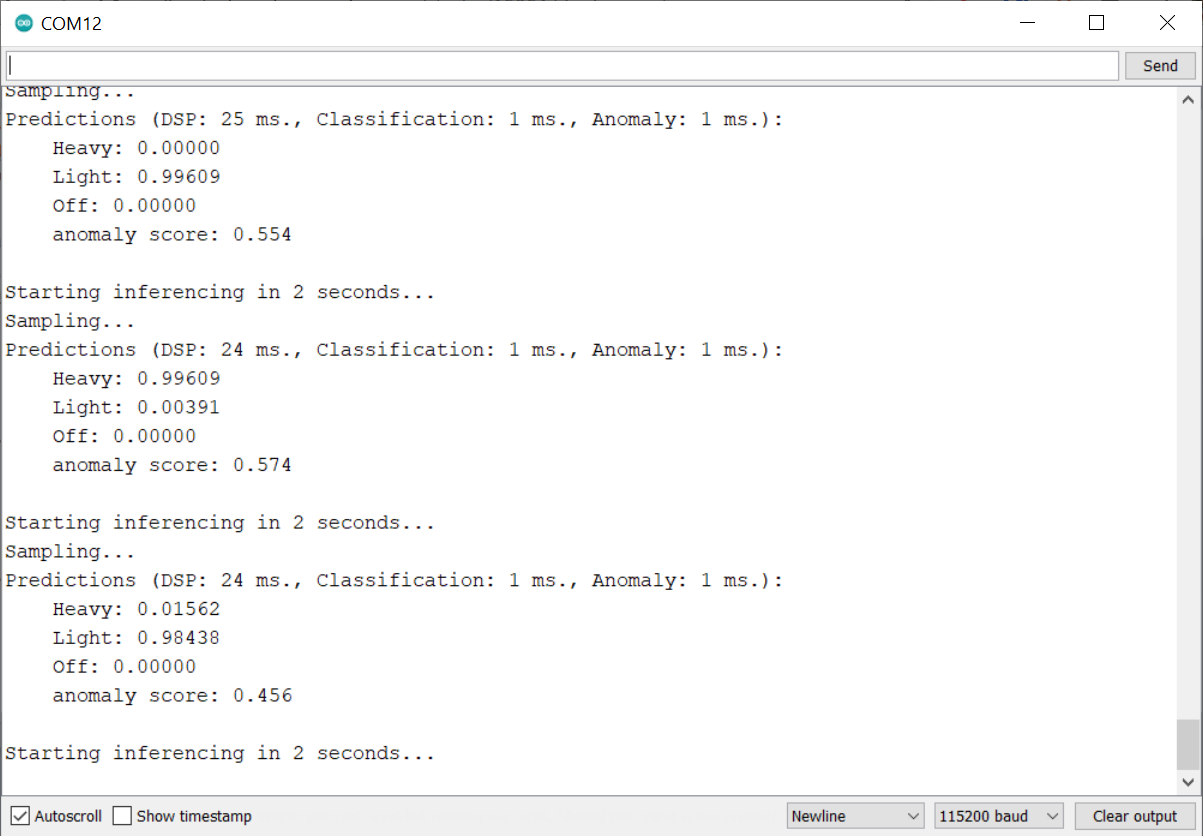 COM12
Send
Sampling...
Predictions (DSP: 25 ms., Classification: 1 ms., Anomaly: 1 ms.):
    Heavy: 0.00000
    Light: 0.99609
    Off: 0.00000
    anomaly score: 0.554

Starting inferencing in 2 seconds...
Sampling...
Predictions (DSP: 24 ms., Classification: 1 ms., Anomaly: 1 ms.):
    Heavy: 0.99609
    Light: 0.00391
    Off: 0.00000
    anomaly score: 0.574

Starting inferencing in 2 seconds...
Sampling...
Predictions (DSP: 24 ms., Classification: 1 ms., Anomaly: 1 ms.):
    Heavy: 0.01562
    Light: 0.98438
    Off: 0.00000
    anomaly score: 0.456

Starting inferencing in 2 seconds...
Autoscroll Show timestamp Newline 115200 baud Clear output